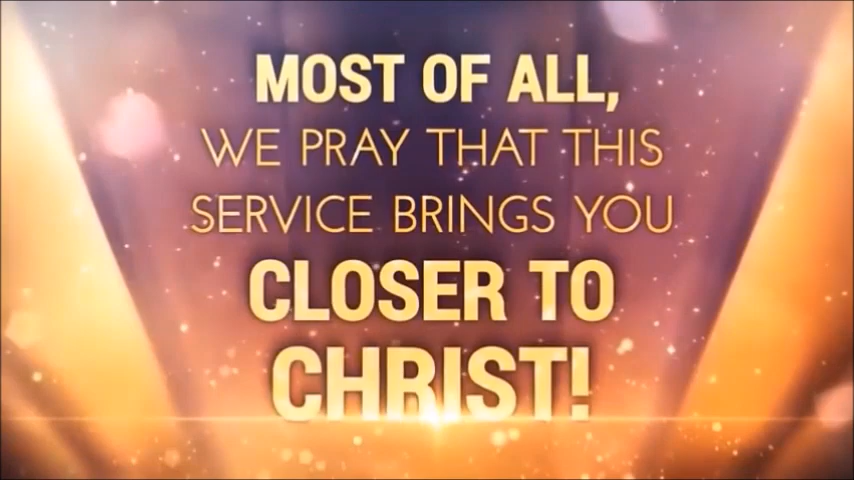 MOST OF ALL,
WE PRAY THAT THIS
SERVICE BRINGS YOU
CLOSER TO
CHRIST!